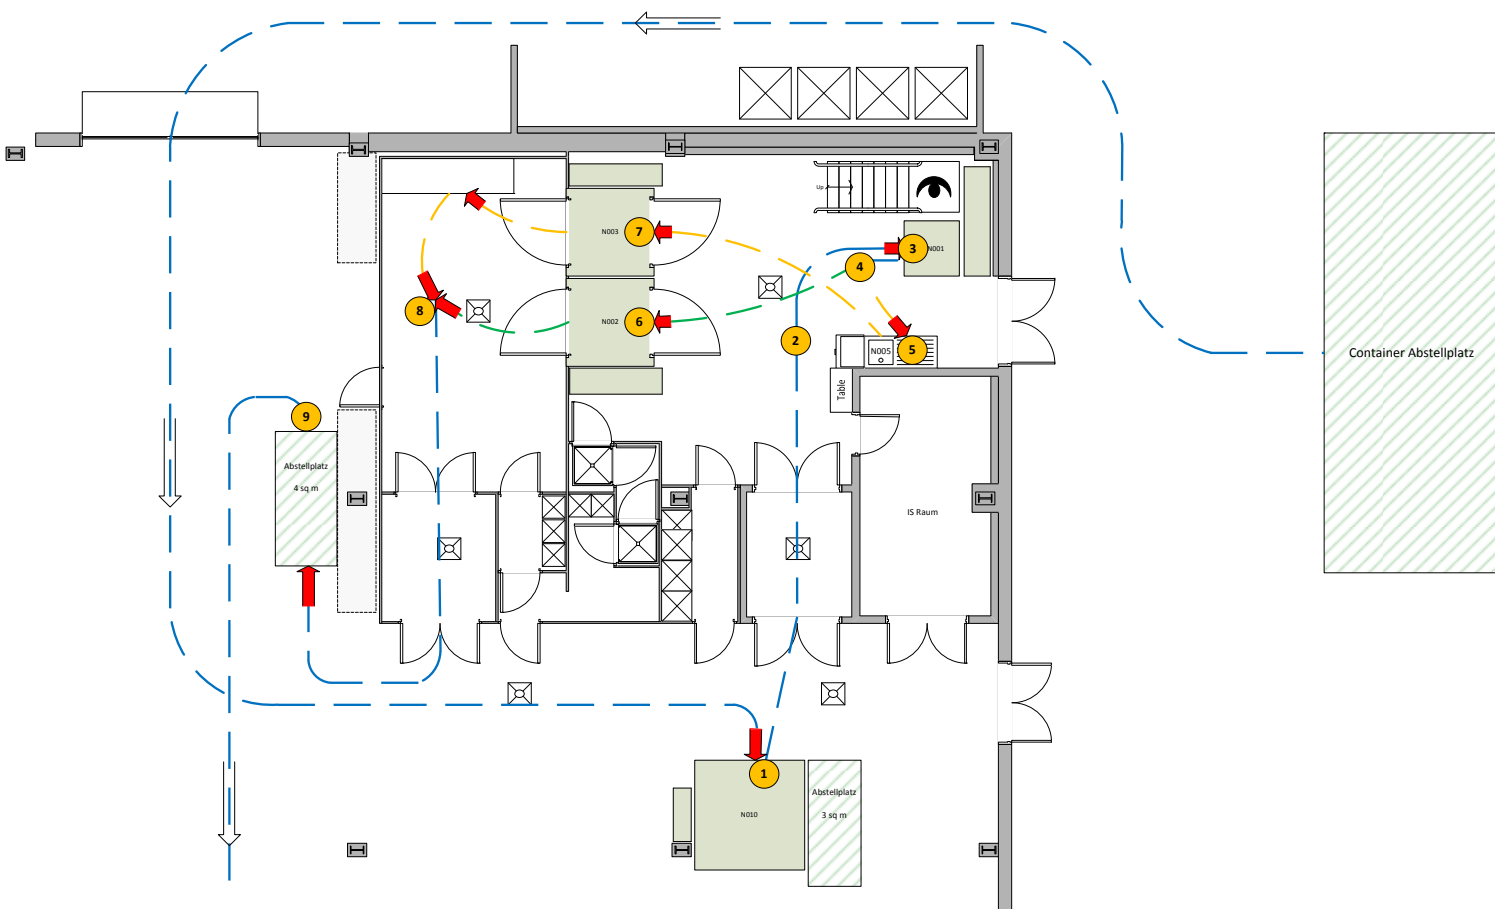 Up
N003
7
3
N001
4
8
N002
6
2
N005
5
Container Abstellplatz
Table
9
Abstellplatz
4 sq m
IS Raum
1
Abstellplatz
3 sq m
N010